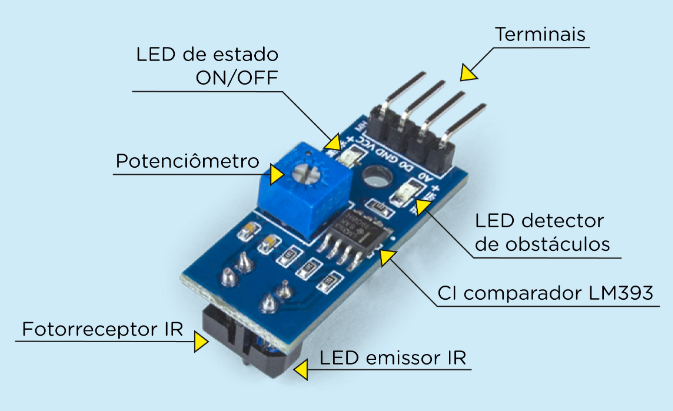 Terminais
LED de estado
ON/OFF
Potenciômetro
VCC
GND
D0
A0
LED detector
de obstáculos
CI comparador LM393
Fotorreceptor IR
LED emissor IR